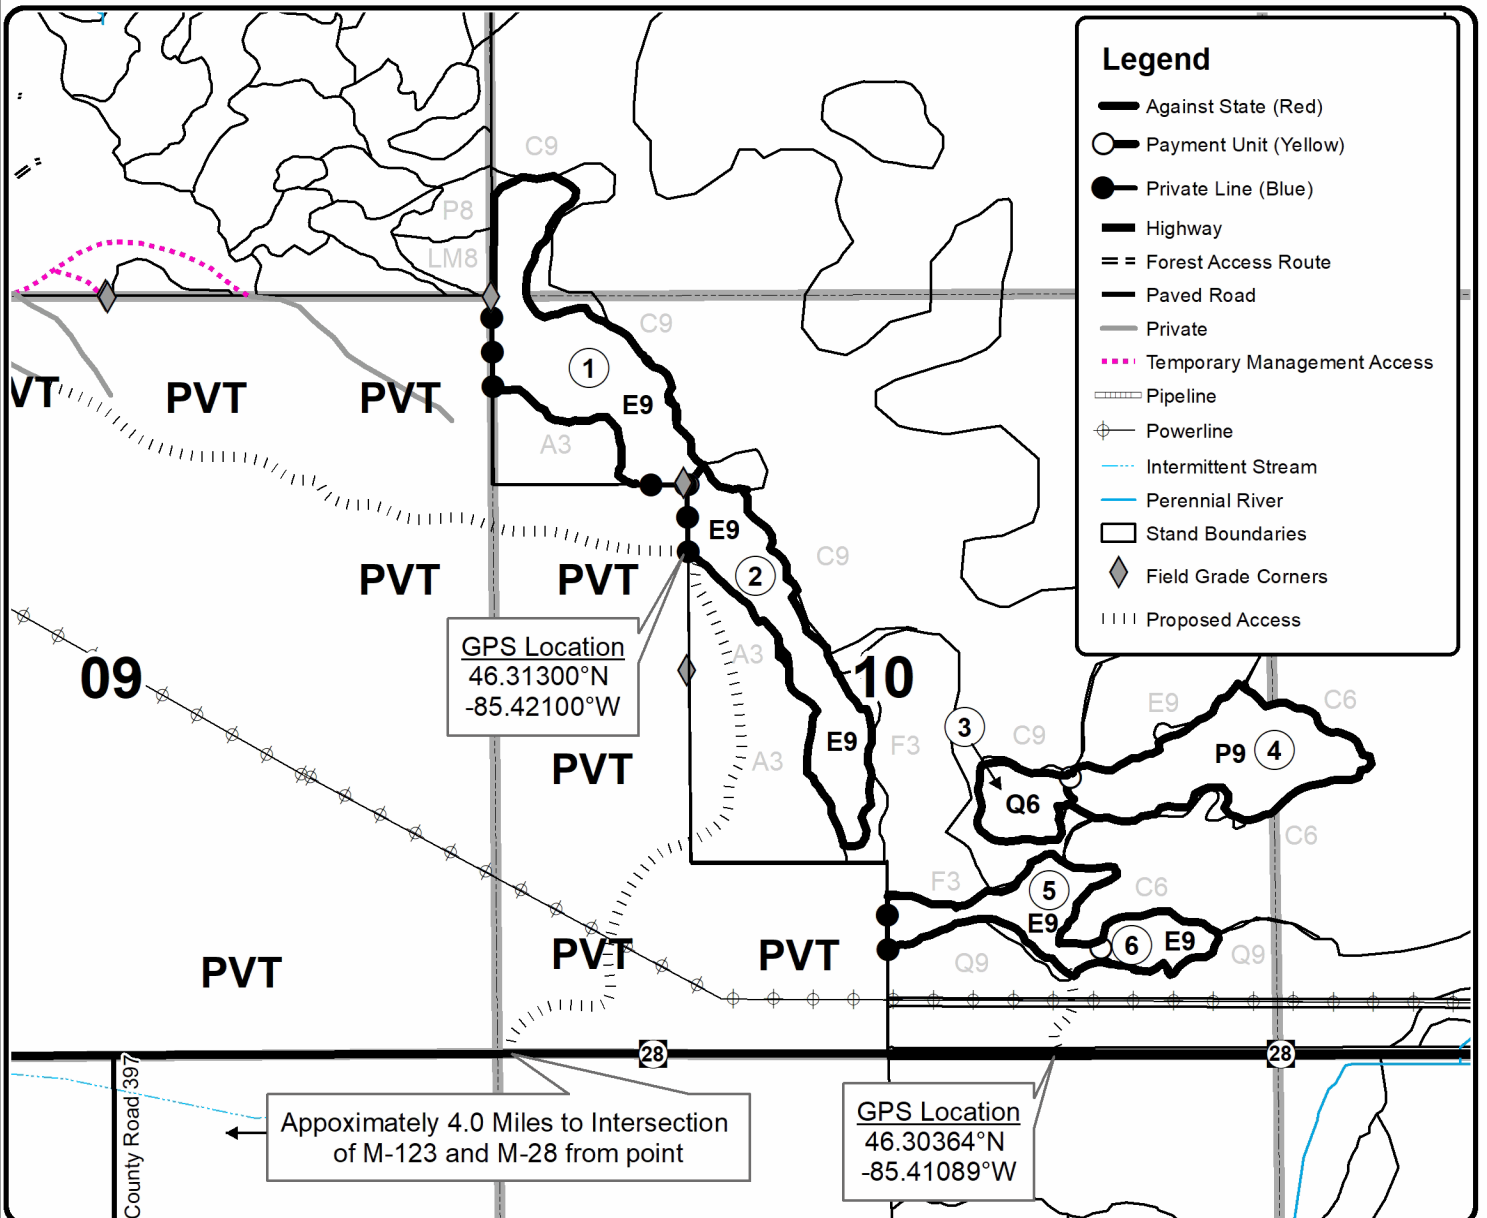 Legend
Against State (Red)
Payment Unit (Yellow)
Private Line (Blue)
Highway
Forest Access Route
Paved Road
Private
Temporary Management Access
Pipeline
Powerline
Intermittent Stream
Perennial River
Stand Boundaries
Field Grade Corners
Proposed Access
C9
P8
LM8
C9
1
VT
PVT
PVT
E9
A3
E9
C9
2
PVT
PVT
GPS Location
46.31300°N
-85.42100°W
A3
09
10
E9
C6
3
C9
F3
E9
P9
4
A3
PVT
Q6
C6
F3
5
C6
E9
6
E9
PVT
PVT
PVT
Q9
Q9
28
28
County Road 397
Appoximately 4.0 Miles to Intersection
of M-123 and M-28 from point
GPS Location
46.30364°N
-85.41089°W